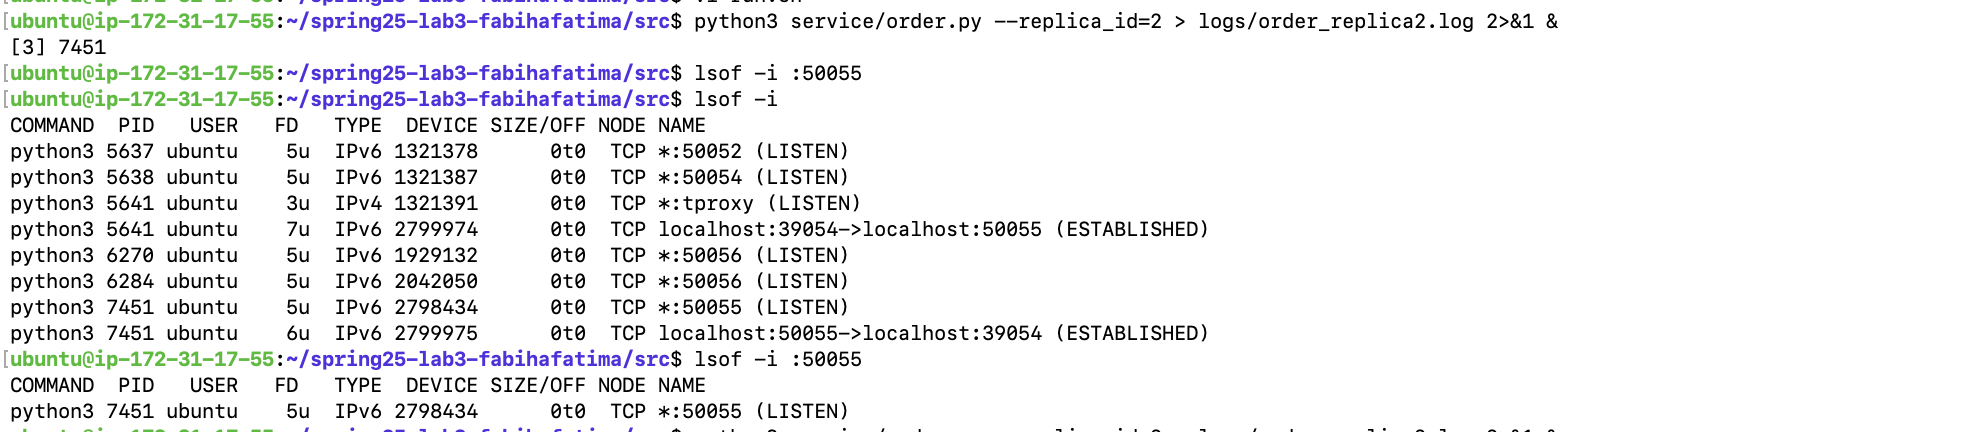 [ubuntu@ip-172-31-17-55:~/spring25-lab3-fabihafatima/src$ python3 service/order.py --replica_id=2 > logs/order_replica2.log 2>&1 &
[3] 7451
[ubuntu@ip-172-31-17-55:~/spring25-lab3-fabihafatima/src$ lsof -i :50055
[ubuntu@ip-172-31-17-55:~/spring25-lab3-fabihafatima/src$ lsof -i
COMMAND  PID   USER   FD   TYPE  DEVICE SIZE/OFF NODE NAME
python3 5637 ubuntu    5u  IPv6 1321378      0t0  TCP *:50052 (LISTEN)
python3 5638 ubuntu    5u  IPv6 1321387      0t0  TCP *:50054 (LISTEN)
python3 5641 ubuntu    3u  IPv4 1321391      0t0  TCP *:tproxy (LISTEN)
python3 5641 ubuntu    7u  IPv6 2799974      0t0  TCP localhost:39054->localhost:50055 (ESTABLISHED)
python3 6270 ubuntu    5u  IPv6 1929132      0t0  TCP *:50056 (LISTEN)
python3 6284 ubuntu    5u  IPv6 2042050      0t0  TCP *:50056 (LISTEN)
python3 7451 ubuntu    5u  IPv6 2798434      0t0  TCP *:50055 (LISTEN)
python3 7451 ubuntu    6u  IPv6 2799975      0t0  TCP localhost:50055->localhost:39054 (ESTABLISHED)
[ubuntu@ip-172-31-17-55:~/spring25-lab3-fabihafatima/src$ lsof -i :50055
COMMAND  PID   USER   FD   TYPE  DEVICE SIZE/OFF NODE NAME
python3 7451 ubuntu    5u  IPv6 2798434      0t0  TCP *:50055 (LISTEN)